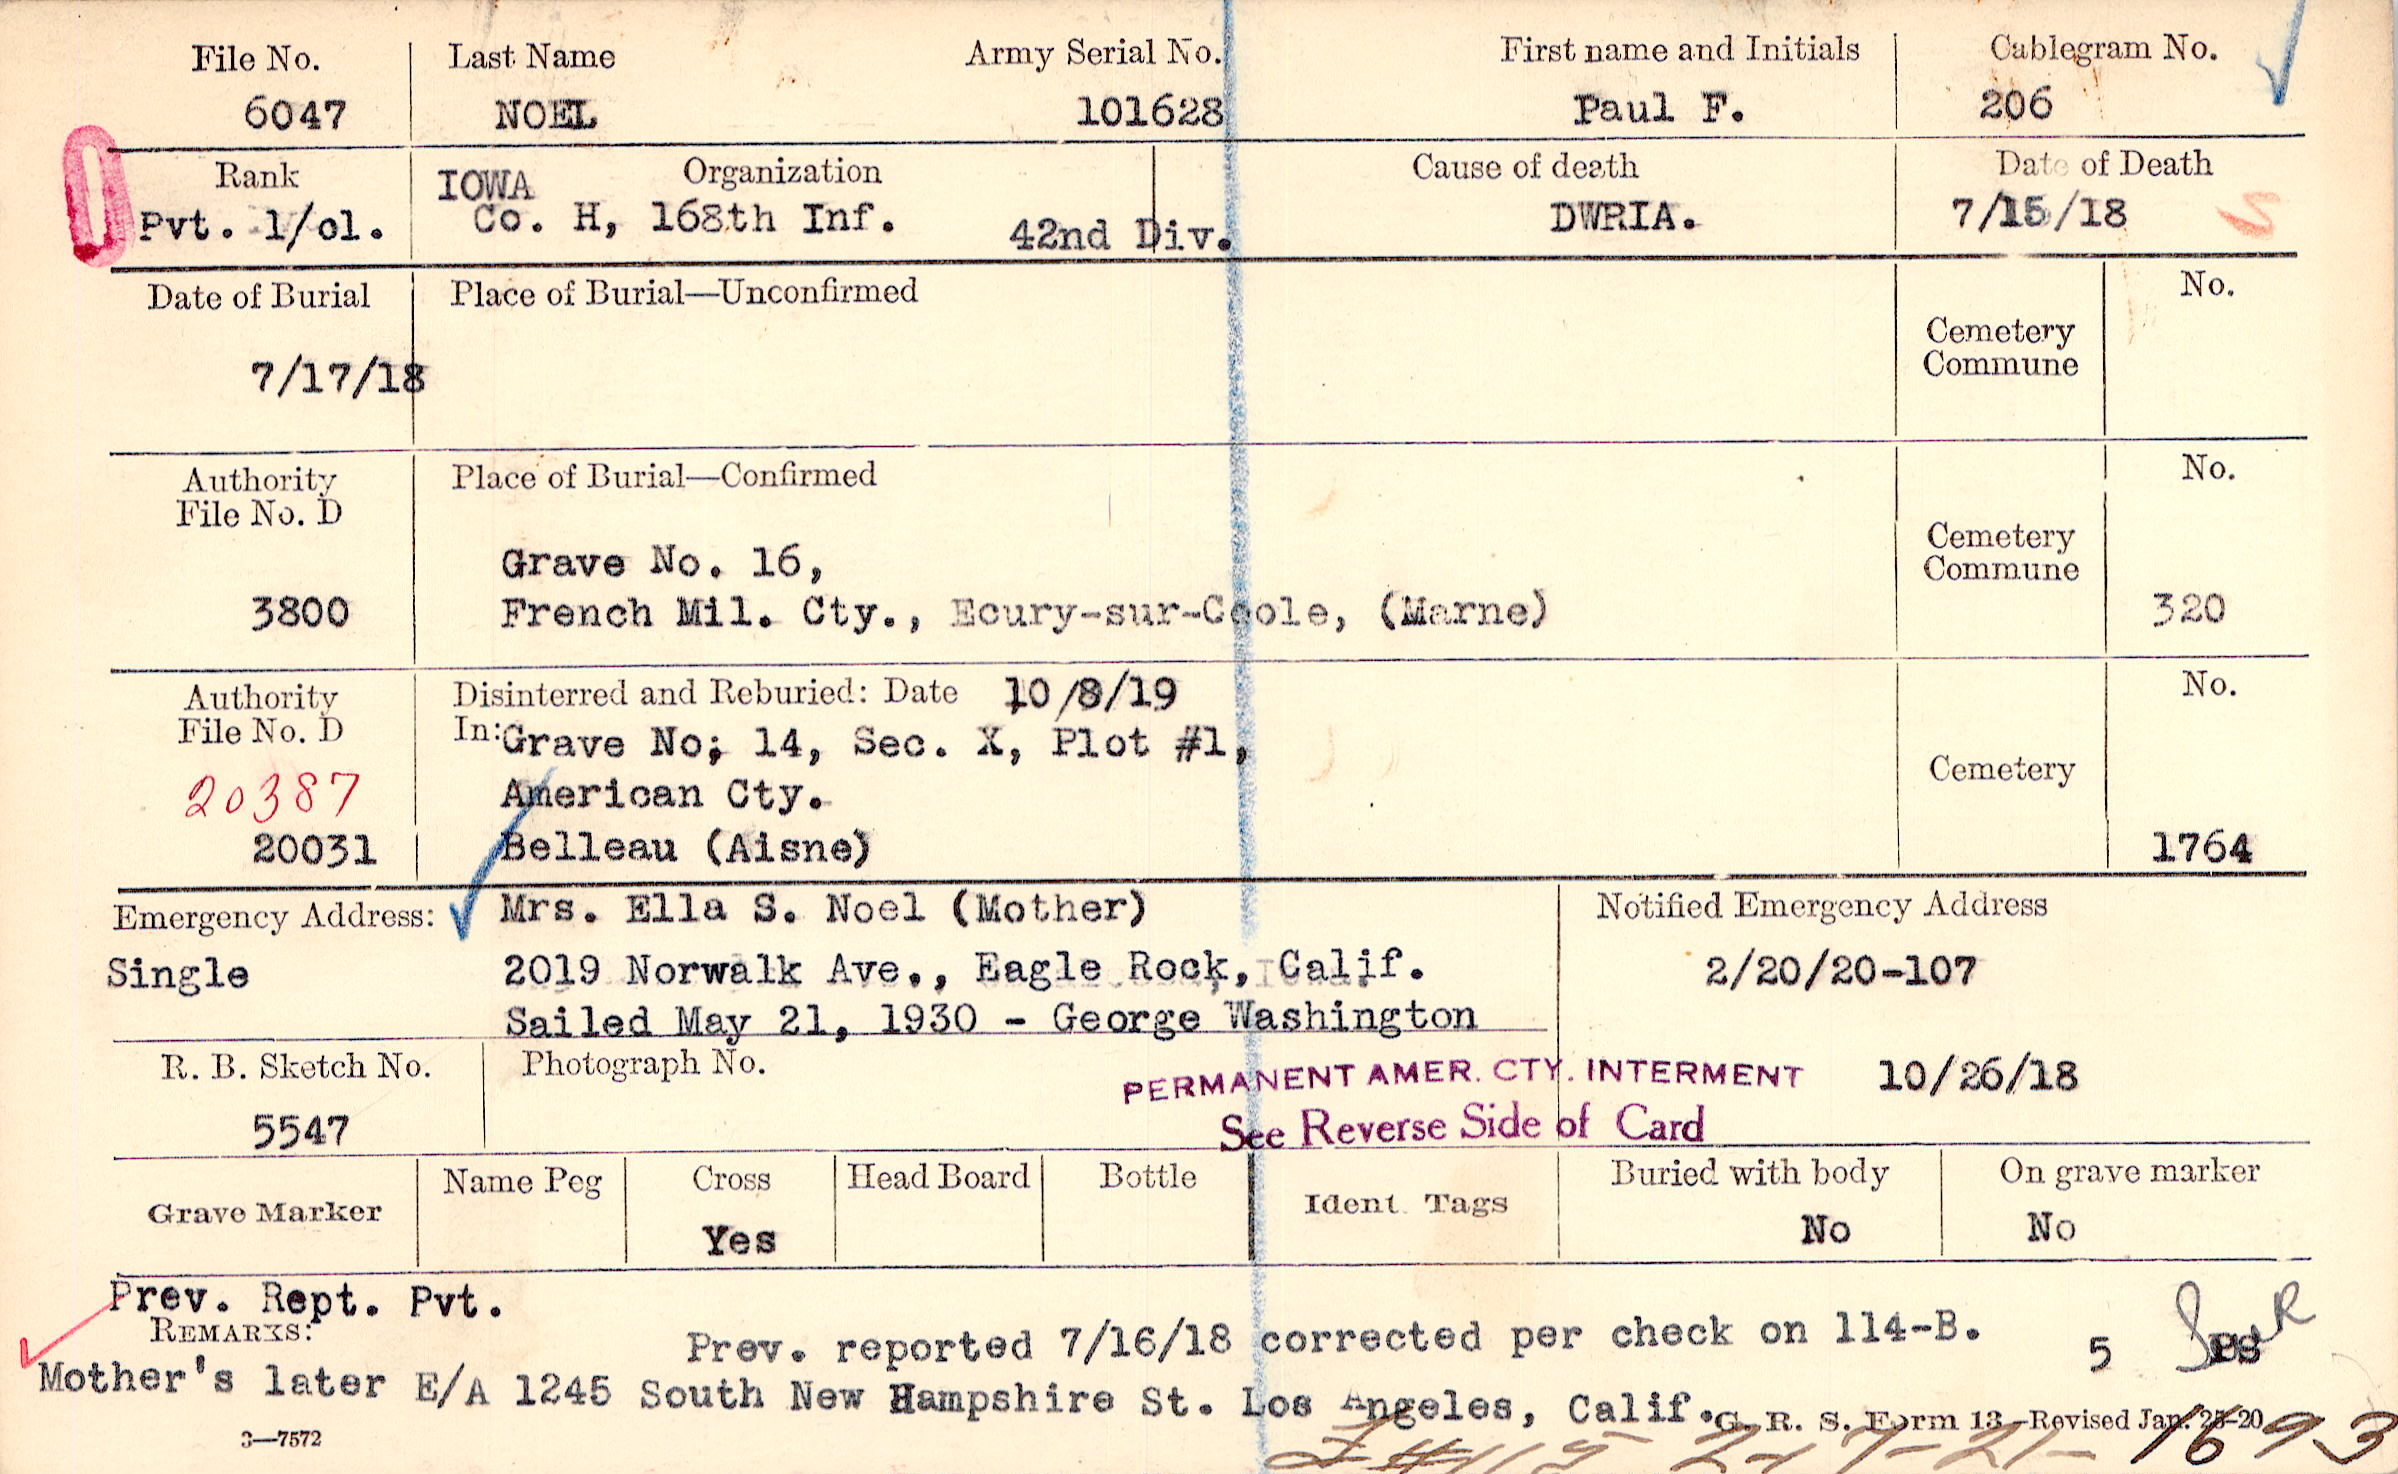 File No. Last Name Army Serial No. First name and Initials Cablegram No.
6047 NOEL 101628 Paul F. 206
Rank IOWA Organization Cause of death Date of Death
Pvt. 1/cl. Co. H, 168th Inf. 42nd Div. DWRIA. 7/15/18
Date of Burial Place of Burial—Unconfirmed No.
Cemetery
Commune
7/17/18
Authority Place of Burial—Confirmed No.
File No. D
Cemetery
Commune
Grave No. 16,
3800 French Mil. Cty., Ecury-sur-Coole, (Marne) 320
Authority Disinterred and Reburied: Date 10/8/19 No.
File No. D In: Grave No; 14, Sec. X, Plot #1,
20387 American Cty. Cemetery
20031 Belleau (Aisne) 1764
Emergency Address: Mrs. Ella S. Noel (Mother) Notified Emergency Address
Single 2019 Norwalk Ave., Eagle Rock, Calif. 2/20/20-107
Sailed May 21, 1930 - George Washington
R. B. Sketch No. Photograph No. PERMANENT AMER. CTY. INTERMENT 10/26/18
5547 See Reverse Side of Card
Grave Marker Name Peg Cross Head Board Bottle Ident. Tags Buried with body On grave marker
Yes No No
Prev. Rept. Pvt.
REMARKS: Prev. reported 7/16/18 corrected per check on 114-B. 5
Mother's later E/A 1245 South New Hampshire St. Los Angeles, Calif. G. R. S. Form 13—Revised Jan. 25-20
3—7572 1693